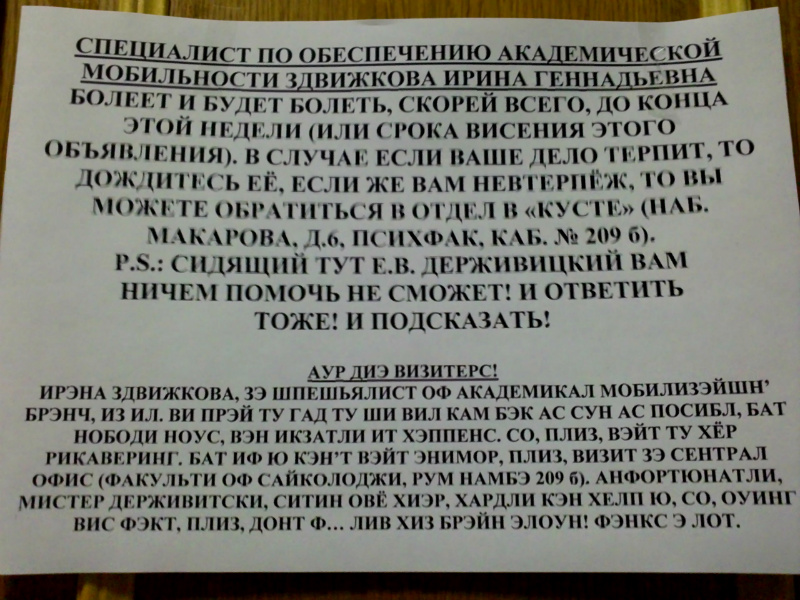 СПЕЦИАЛИСТ ПО ОБЕСПЕЧЕНИЮ АКАДЕМИЧЕСКОЙ
МОБИЛЬНОСТИ ЗДВИЖКОВА ИРИНА ГЕННАДЬЕВНА
БОЛЕЕТ И БУДЕТ БОЛЕТЬ, СКОРЕЙ ВСЕГО, ДО КОНЦА
ЭТОЙ НЕДЕЛИ (ИЛИ СРОКА ВИСЕНИЯ ЭТОГО
ОБЪЯВЛЕНИЯ). В СЛУЧАЕ ЕСЛИ ВАШЕ ДЕЛО ТЕРПИТ, ТО
ДОЖДИТЕСЬ ЕЁ, ЕСЛИ ЖЕ ВАМ НЕВТЕРПЁЖ, ТО ВЫ
МОЖЕТЕ ОБРАТИТЬСЯ В ОТДЕЛ В «КУСТЕ» (НАБ.
МАКАРОВА, Д.6, ПСИХФАК, КАБ. № 209 б).
P.S.: СИДЯЩИЙ ТУТ Е.В. ДЕРЖИВИЦКИЙ ВАМ
НИЧЕМ ПОМОЧЬ НЕ СМОЖЕТ! И ОТВЕТИТЬ
ТОЖЕ! И ПОДСКАЗАТЬ!
АУР ДИЭ ВИЗИТЕРС!
ИРЭНА ЗДВИЖКОВА, ЗЭ ШПЕШЬЯЛИСТ ОФ АКАДЕМИКАЛ МОБИЛИЗЭЙШН'
БРЭНЧ, ИЗ ИЛ. ВИ ПРЭЙ ТУ ГАД ТУ ШИ ВИЛ КАМ БЭК АС СУН АС ПОСИБЛ, БАТ
НОБОДИ НОУС, ВЭН ИКЗАТЛИ ИТ ХЭППЕНС. СО, ПЛИЗ, ВЭЙТ ТУ ХЁР
РИКАВЕРИНГ. БАТ ИФ Ю КЭН'Т ВЭЙТ ЭНИМОР, ПЛИЗ, ВИЗИТ ЗЭ СЕНТРАЛ
ОФИС (ФАКУЛЬТИ ОФ САЙКОЛОДЖИ, РУМ НАМБЭ 209 б). АНФОРТЮНАТЛИ,
МИСТЕР ДЕРЖИВИТСКИ, СИТИН ОВЁ ХИЭР, ХАРДЛИ КЭН ХЕЛП Ю, СО, ОУИНГ
ВИС ФЭКТ, ПЛИЗ, ДОНТ Ф... ЛИВ ХИЗ БРЭЙН ЭЛОУН! ФЭНКС Э ЛОТ.